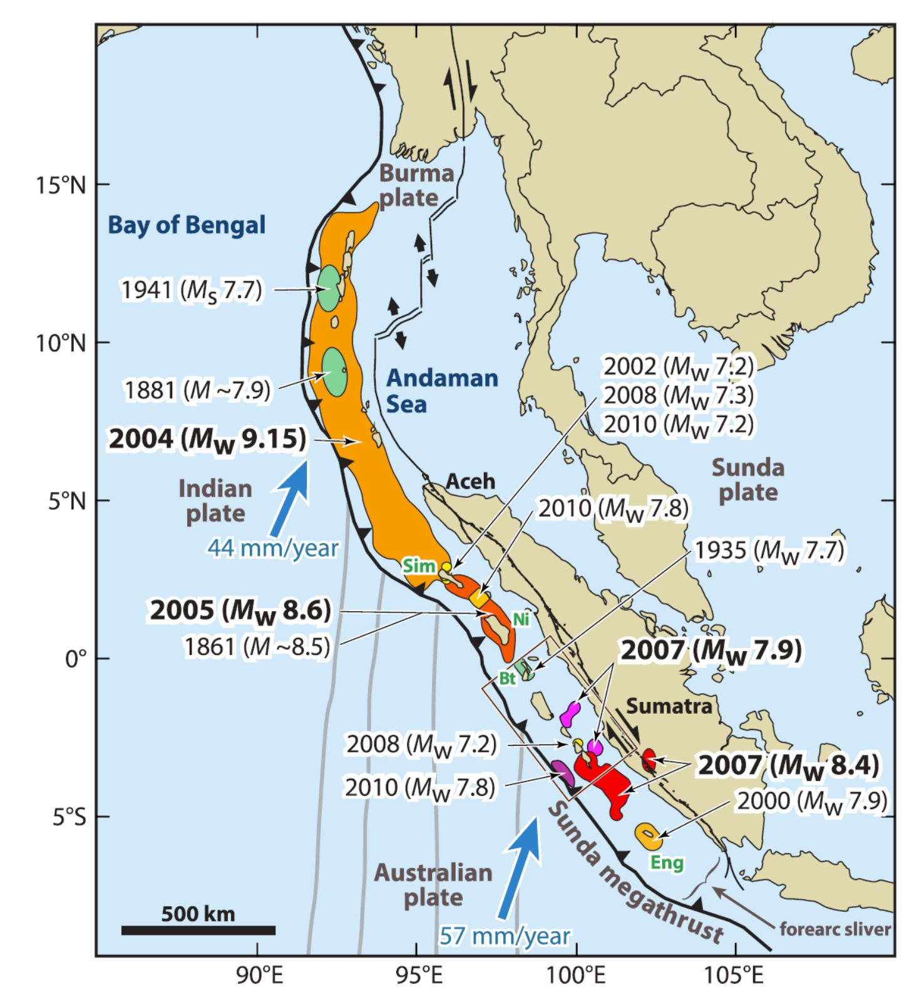 15°N
10°N
5°N
0°
5°S
90°E
95°E
100°E
105°E
Burma
plate
Bay of Bengal
1941 (MS 7.7)
1881 (M ~7.9)
2004 (MW 9.15)
Andaman
Sea
2002 (MW 7.2)
2008 (MW 7.3)
2010 (MW 7.2)
Indian
plate
44 mm/year
Aceh
Sunda
plate
2010 (MW 7.8)
1935 (MW 7.7)
Sim
2005 (MW 8.6)
1861 (M ~8.5)
Ni
Bt
2007 (MW 7.9)
Sumatra
2008 (MW 7.2)
2010 (MW 7.8)
2007 (MW 8.4)
2000 (MW 7.9)
Eng
Sunda megathrust
Australian
plate
57 mm/year
forearc sliver
500 km